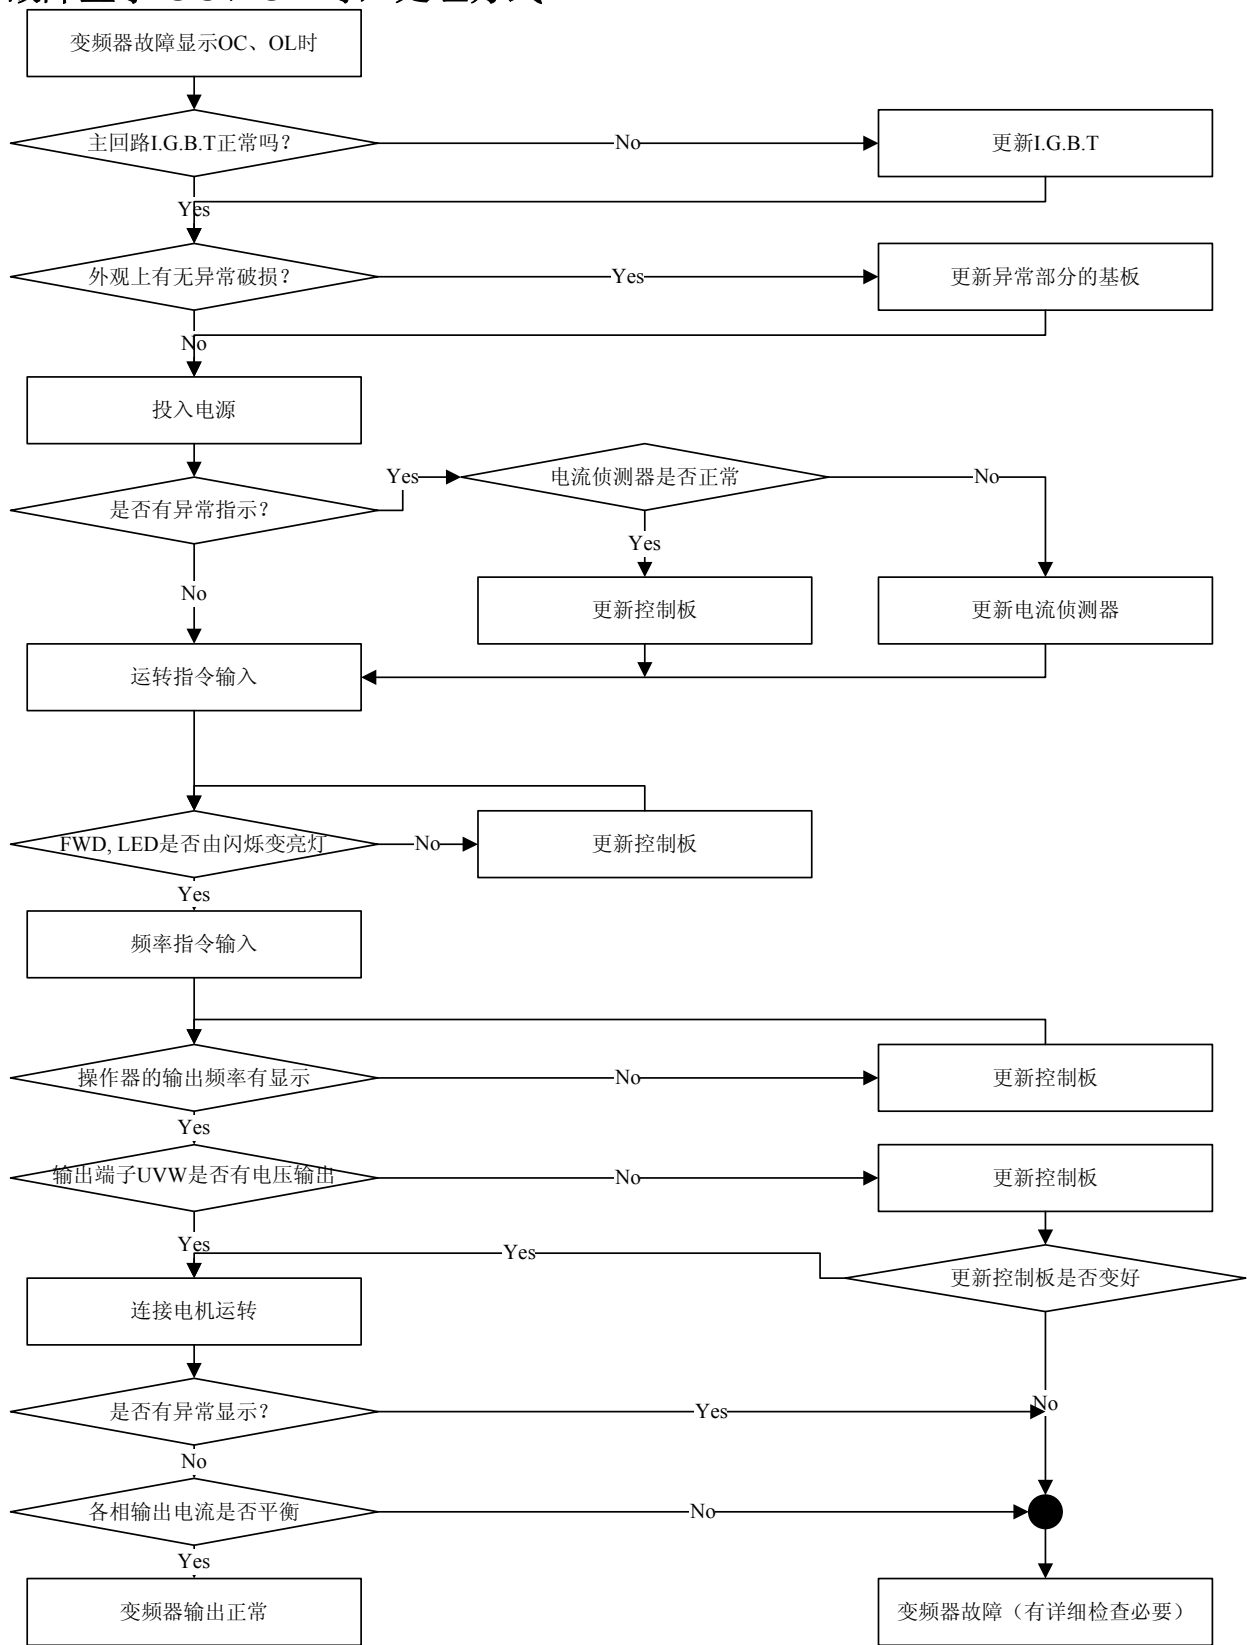 变频器故障显示OC、OL时
主回路I.G.B.T正常吗？
No
更新I.G.B.T
Yes
外观上有无异常破损？
Yes
更新异常部分的基板
No
投入电源
是否有异常指示？
Yes
电流侦测器是否正常
No
Yes
No
更新控制板
更新电流侦测器
运转指令输入
FWD, LED是否由闪烁变亮灯
No
更新控制板
Yes
频率指令输入
操作器的输出频率有显示
No
更新控制板
Yes
输出端子UVW是否有电压输出
No
更新控制板
Yes
Yes
更新控制板是否变好
连接电机运转
No
是否有异常显示？
Yes
No
各相输出电流是否平衡
No
Yes
变频器输出正常
变频器故障（有详细检查必要）